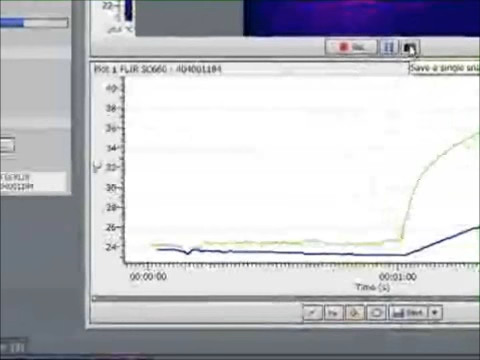 22
Rec
Save a single sna
Plot 1 FLIR SC660 - 404001184
40
38
36
34
32
30
28
26
24
°C
00:00:00
00:01:00
Time (s)
Save